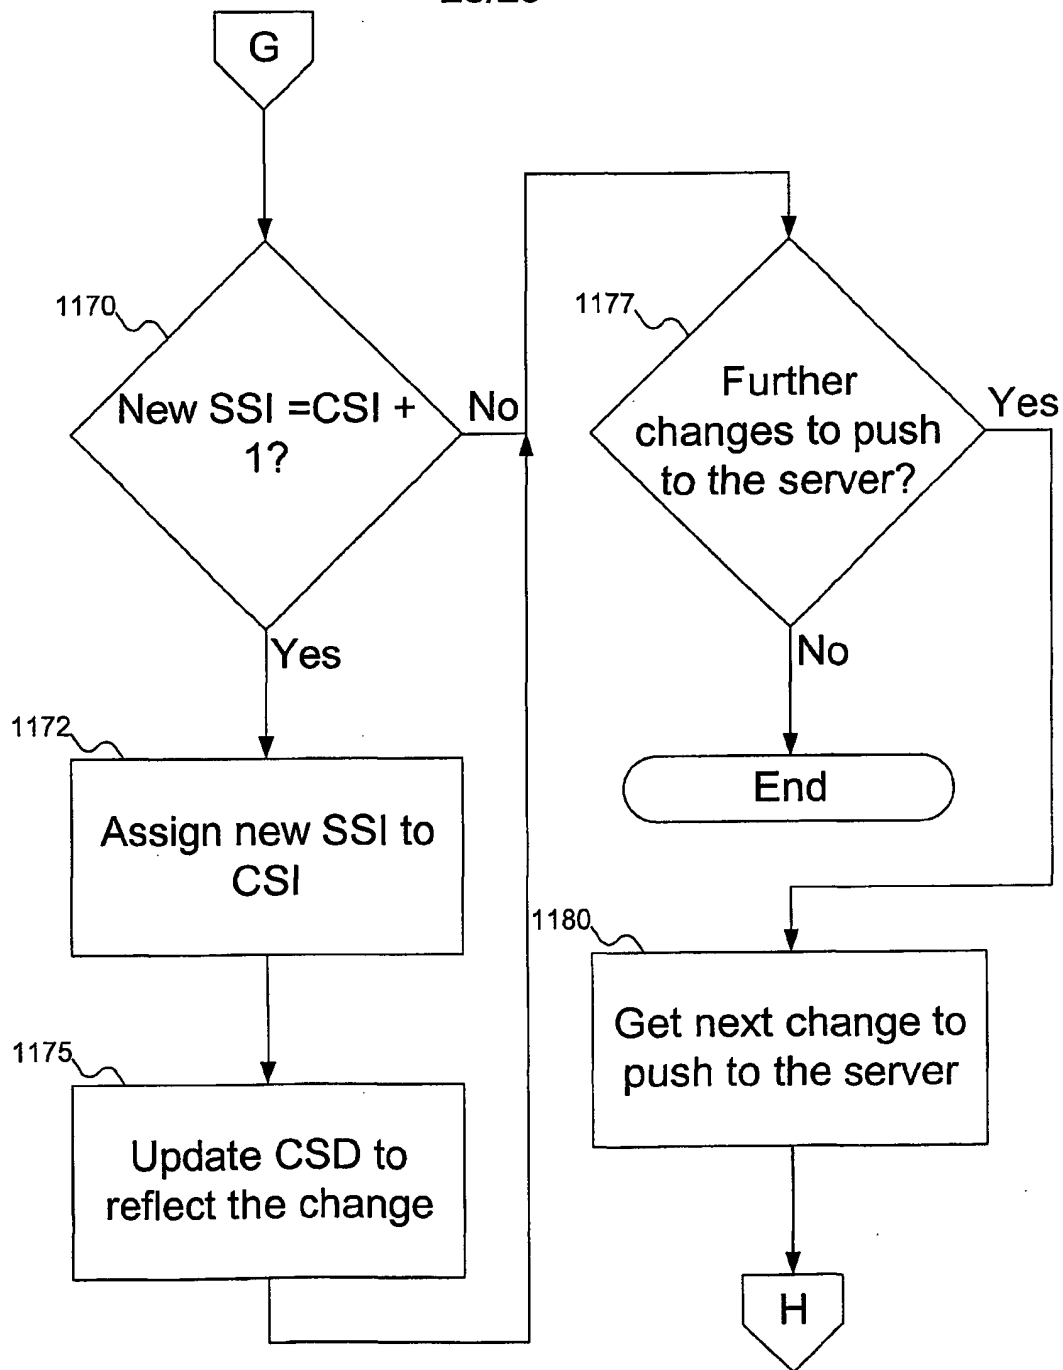 G
1170
New SSI =CSI +
1?
No
Yes
1172
Assign new SSI to
CSI
1175
Update CSD to
reflect the change
1177
Further
changes to push
to the server?
Yes
No
End
1180
Get next change to
push to the server
H